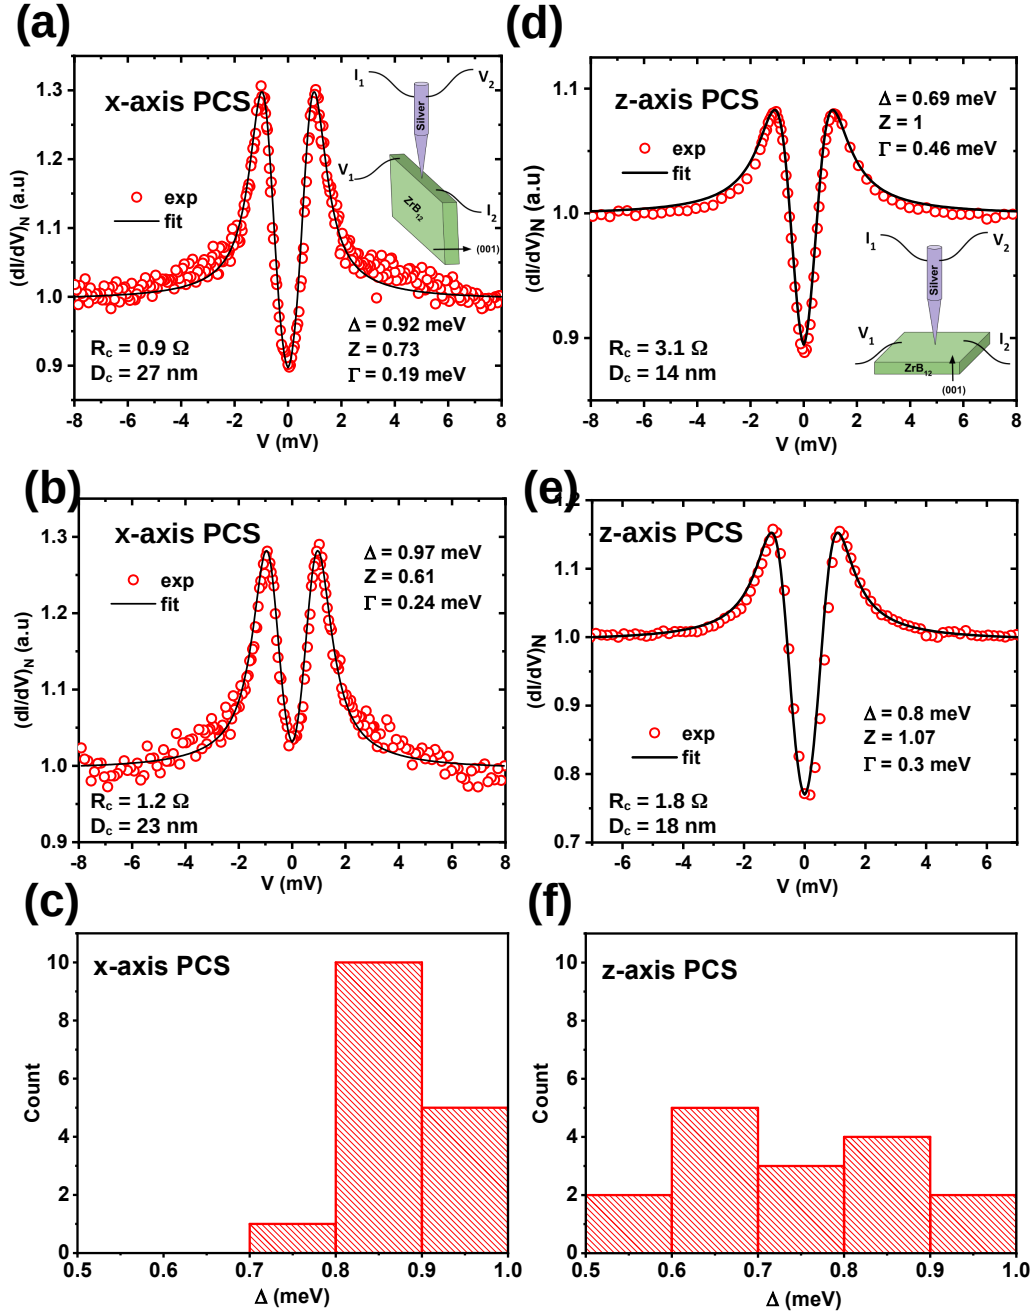 (a)
x-axis PCS
exp
fit
I1
V2
Silver
V1
I2
ZrB12
(001)
Δ = 0.92 meV
Z = 0.73
Γ = 0.19 meV
Rc = 0.9 Ω
Dc = 27 nm
(dI/dV)N (a.u)
1.3
1.2
1.1
1.0
0.9
-8 -6 -4 -2 0 2 4 6 8
V (mV)
(d)
z-axis PCS
exp
fit
Δ = 0.69 meV
Z = 1
Γ = 0.46 meV
I1
V2
Silver
V1
I2
ZrB12
(001)
Rc = 3.1 Ω
Dc = 14 nm
(dI/dV)N (a.u)
1.1
1.0
0.9
-8 -6 -4 -2 0 2 4 6 8
V (mV)
(b)
x-axis PCS
exp
fit
Δ = 0.97 meV
Z = 0.61
Γ = 0.24 meV
Rc = 1.2 Ω
Dc = 23 nm
(dI/dV)N (a.u)
1.3
1.2
1.1
1.0
0.9
-8 -6 -4 -2 0 2 4 6 8
V (mV)
(e)
z-axis PCS
exp
fit
Δ = 0.8 meV
Z = 1.07
Γ = 0.3 meV
Rc = 1.8 Ω
Dc = 18 nm
(dI/dV)N
1.2
1.1
1.0
0.9
0.8
0.7
-6 -4 -2 0 2 4 6
V (mV)
(c)
x-axis PCS
Count
10
8
6
4
2
0
0.5 0.6 0.7 0.8 0.9 1.0
Δ (meV)
(f)
z-axis PCS
Count
10
8
6
4
2
0
0.5 0.6 0.7 0.8 0.9 1.0
Δ (meV)